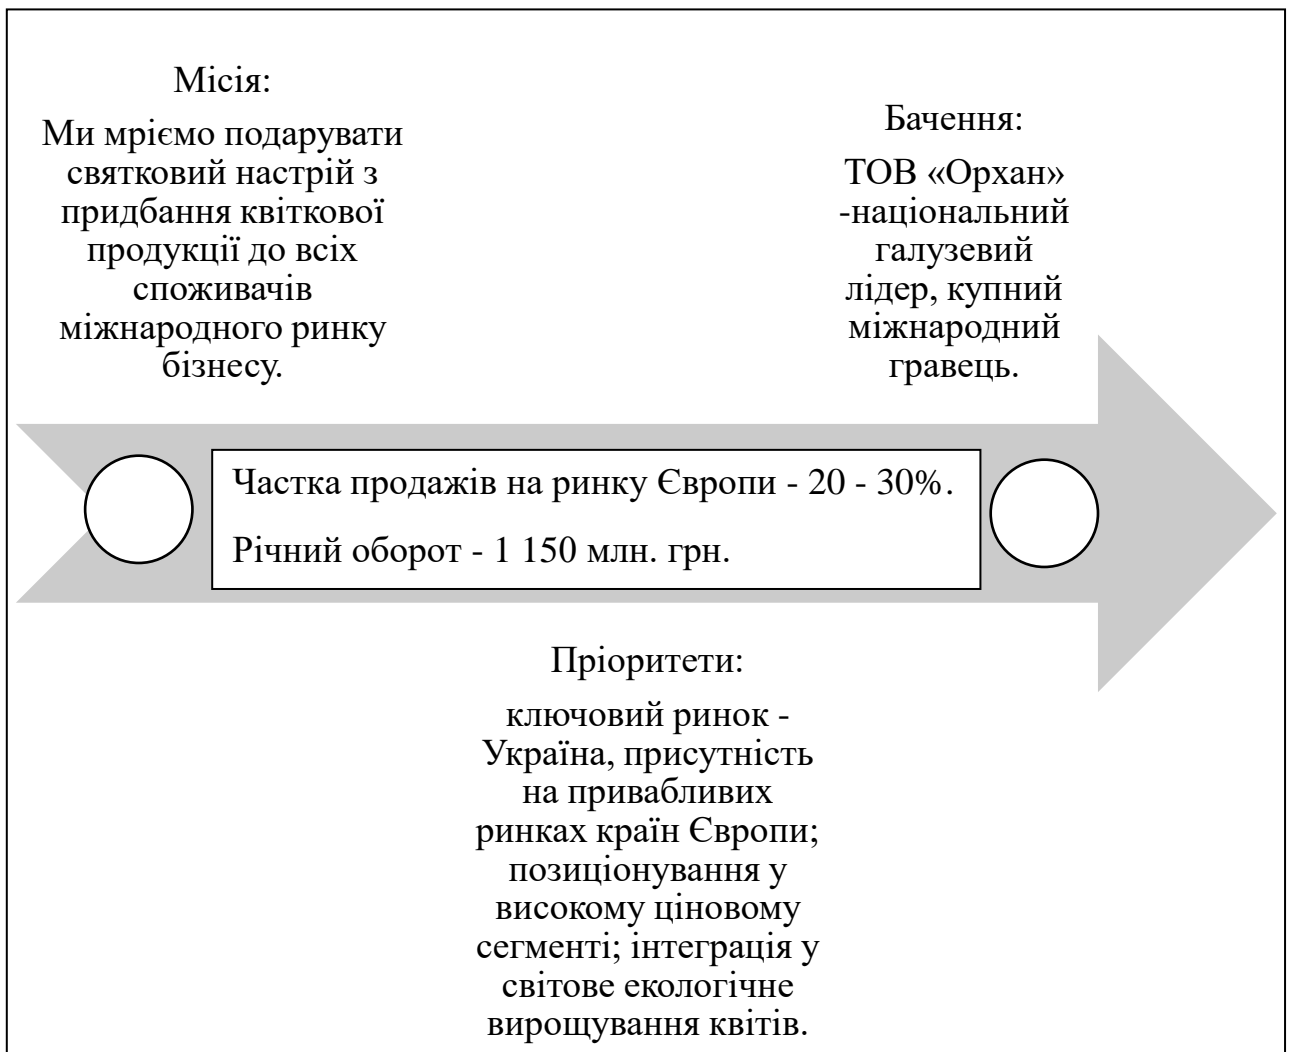 Місія:
Ми мріємо подарувати
святковий настрій з
придбання квіткової
продукції до всіх
споживачів
міжнародного ринку
бізнесу.
Бачення:
ТОВ «Орхан»
-національний
галузевий
лідер, купний
міжнародний
гравець.
Частка продажів на ринку Європи - 20 - 30%.
Річний оборот - 1 150 млн. грн.
Пріоритети:
ключовий ринок -
Україна, присутність
на привабливих
ринках країн Європи;
позиціонування у
високому ціновому
сегменті; інтеграція у
світове екологічне
вирощування квітів.